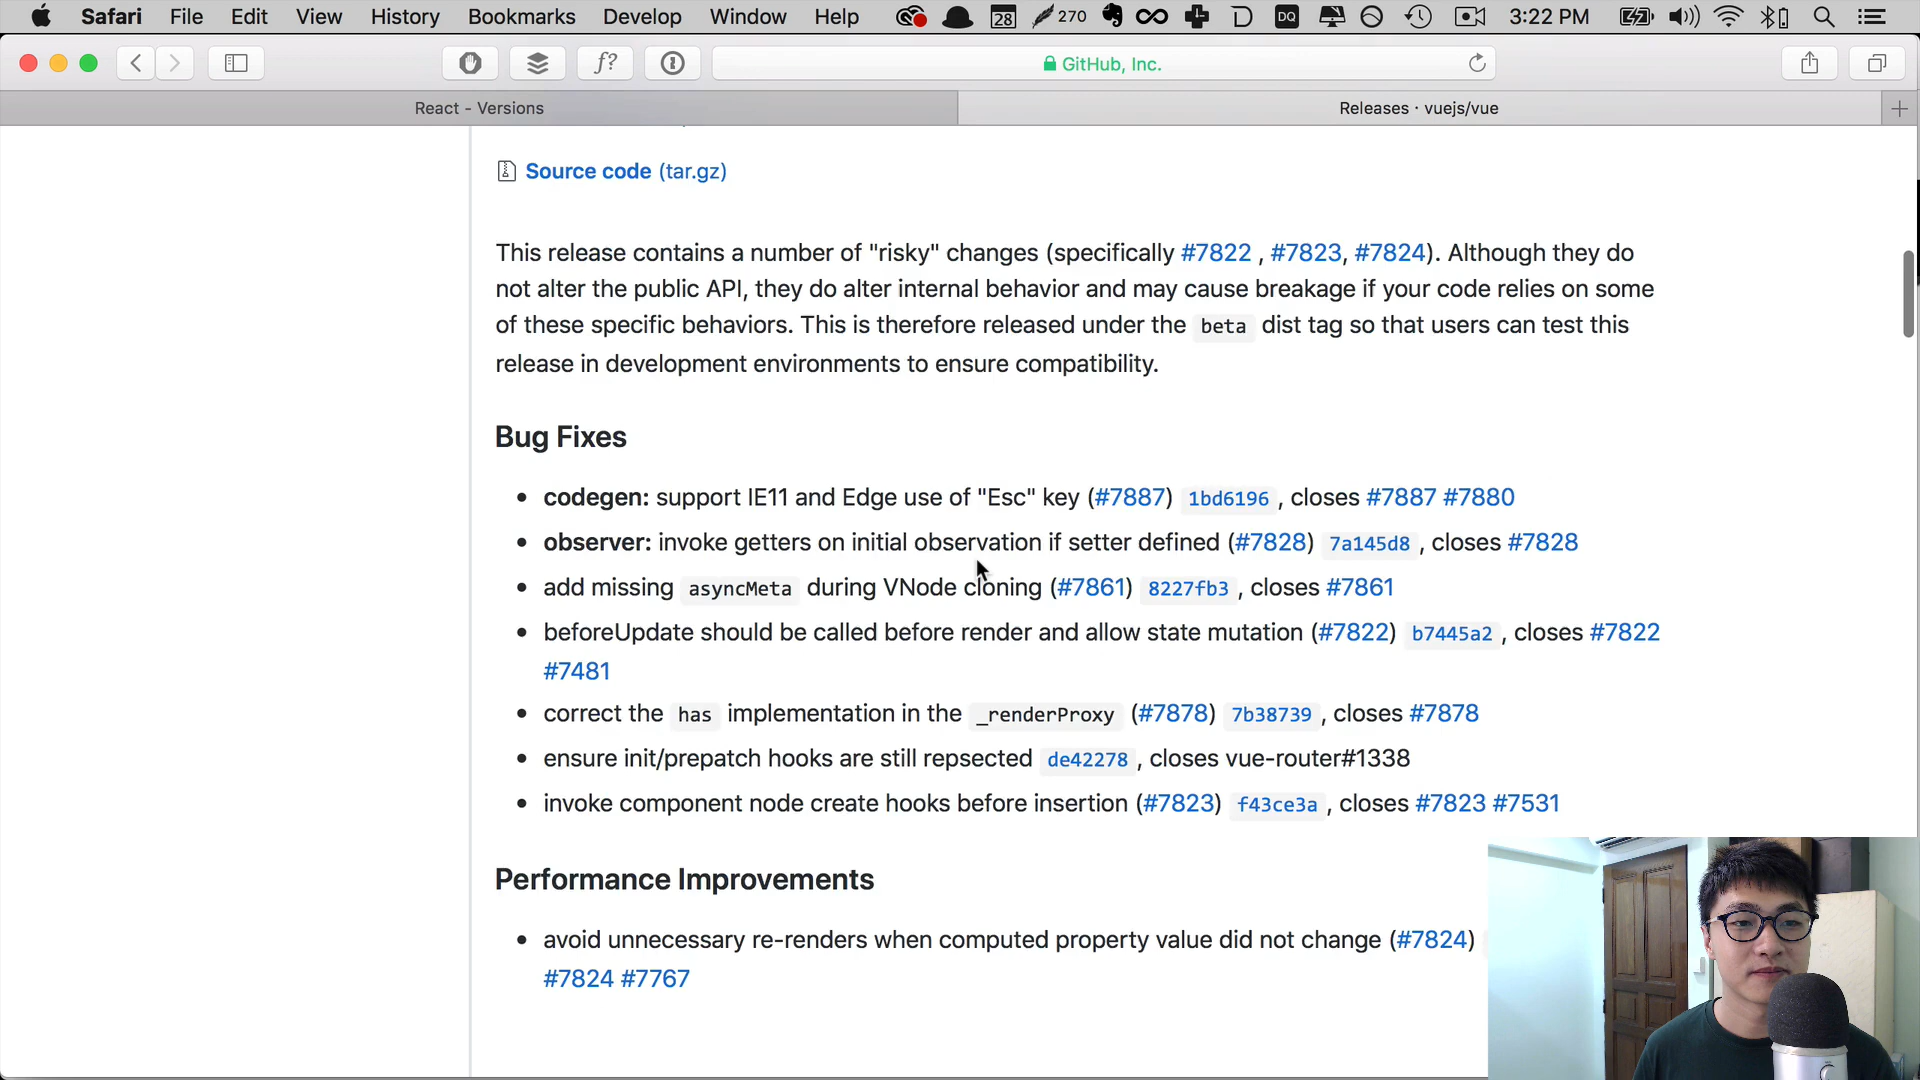 Safari File Edit View History Bookmarks Develop Window Help 28 270 DQ 3:22 PM
f? GitHub, Inc.
React - Versions
Releases · vuejs/vue
Source code (tar.gz)
This release contains a number of "risky" changes (specifically #7822 , #7823, #7824). Although they do
not alter the public API, they do alter internal behavior and may cause breakage if your code relies on some
of these specific behaviors. This is therefore released under the beta dist tag so that users can test this
release in development environments to ensure compatibility.
Bug Fixes
• codegen: support IE11 and Edge use of "Esc" key (#7887) 1bd6196 , closes #7887 #7880
• observer: invoke getters on initial observation if setter defined (#7828) 7a145d8 , closes #7828
• add missing asyncMeta during VNode cloning (#7861) 8227fb3 , closes #7861
• beforeUpdate should be called before render and allow state mutation (#7822) b7445a2 , closes #7822
#7481
• correct the has implementation in the _renderProxy (#7878) 7b38739 , closes #7878
• ensure init/prepatch hooks are still repsected de42278 , closes vue-router#1338
• invoke component node create hooks before insertion (#7823) f43ce3a , closes #7823 #7531
Performance Improvements
• avoid unnecessary re-renders when computed property value did not change (#7824)
#7824 #7767